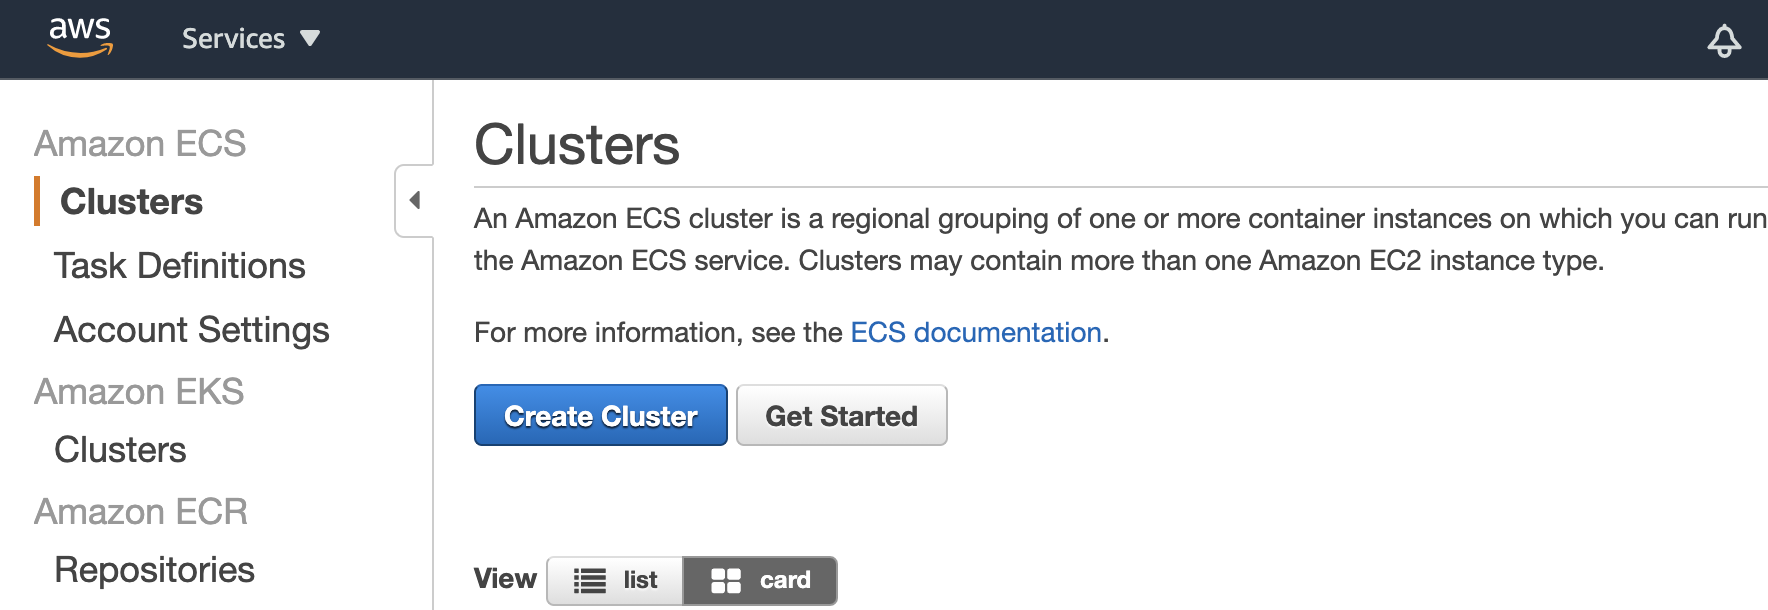 aws
Services
Amazon ECS
Clusters
Task Definitions
Account Settings
Amazon EKS
Clusters
Amazon ECR
Repositories
Clusters
An Amazon ECS cluster is a regional grouping of one or more container instances on which you can run
the Amazon ECS service. Clusters may contain more than one Amazon EC2 instance type.
For more information, see the ECS documentation.
Create Cluster Get Started
View list card